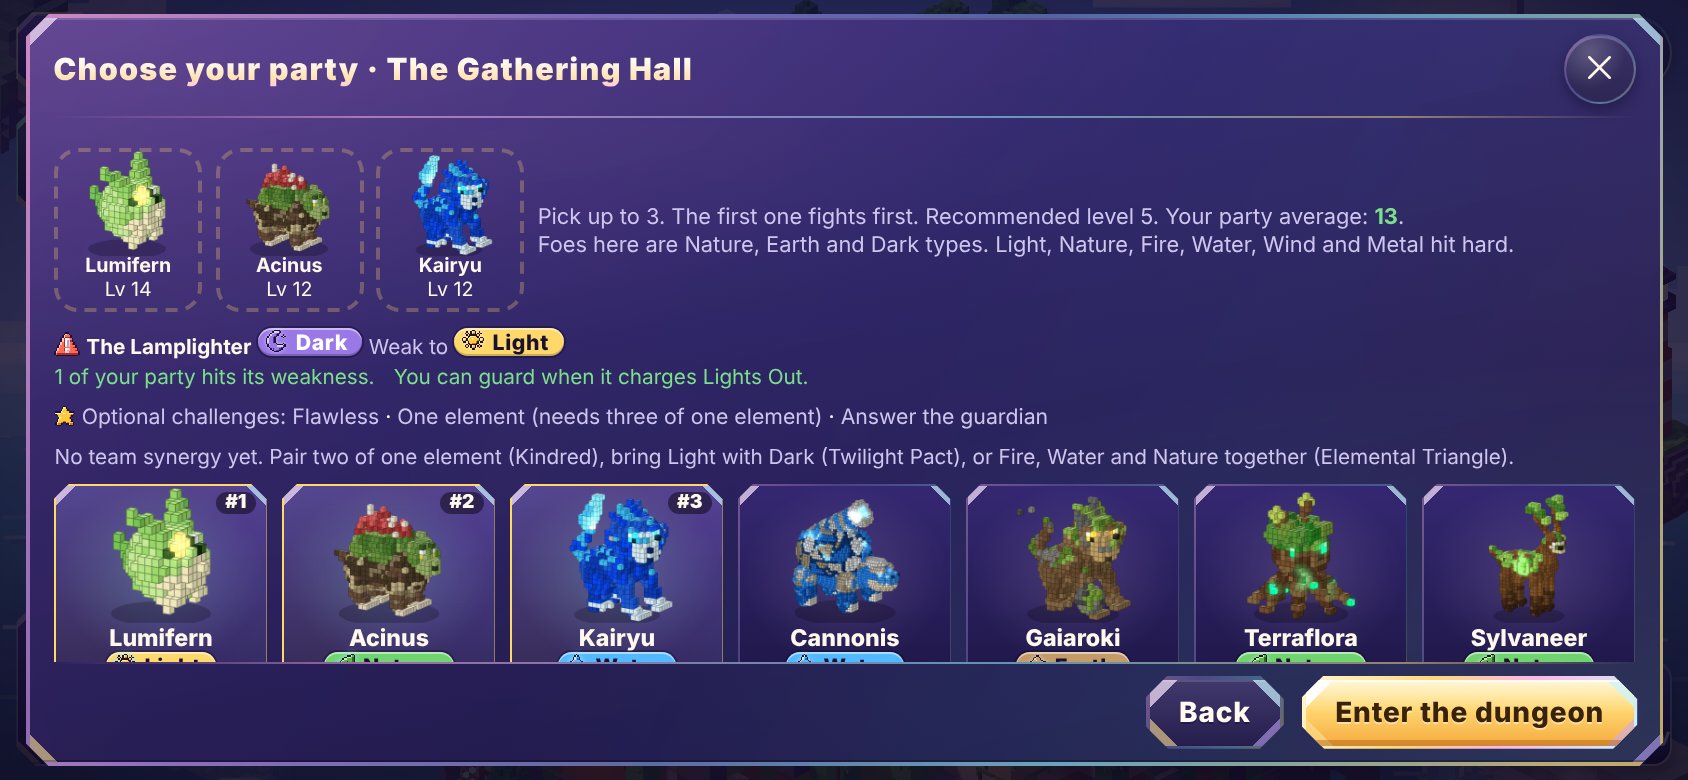 Choose your party · The Gathering Hall
Lumifern
Lv 14
Acinus
Lv 12
Kairyu
Lv 12
Pick up to 3. The first one fights first. Recommended level 5. Your party average: 13.
Foes here are Nature, Earth and Dark types. Light, Nature, Fire, Water, Wind and Metal hit hard.
The Lamplighter Dark Weak to Light
1 of your party hits its weakness. You can guard when it charges Lights Out.
Optional challenges: Flawless · One element (needs three of one element) · Answer the guardian
No team synergy yet. Pair two of one element (Kindred), bring Light with Dark (Twilight Pact), or Fire, Water and Nature together (Elemental Triangle).
#1
#2
#3
Lumifern
Acinus
Kairyu
Cannonis
Gaiaroki
Terraflora
Sylvaneer
Back
Enter the dungeon